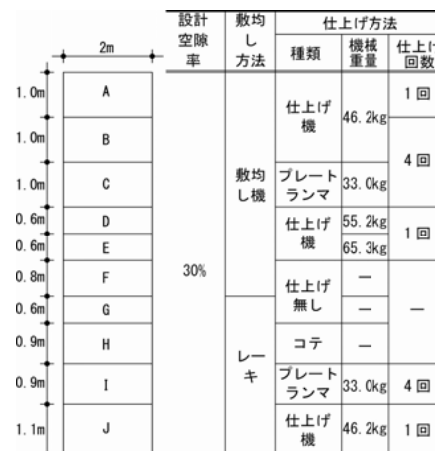 設計空隙率 敷均し方法 仕上げ方法
種類 機械重量 仕上げ回数
2m
1.0m A 30% 敷均し機 仕上げ機 46.2kg 1回
1.0m B 4回
1.0m C プレートランマ 33.0kg
0.6m D 仕上げ機 55.2kg 1回
0.6m E 65.3kg
0.8m F 仕上げ無し ― ―
0.6m G レーキ ―
0.9m H コテ ―
0.9m I プレートランマ 33.0kg 4回
1.1m J 仕上げ機 46.2kg 1回